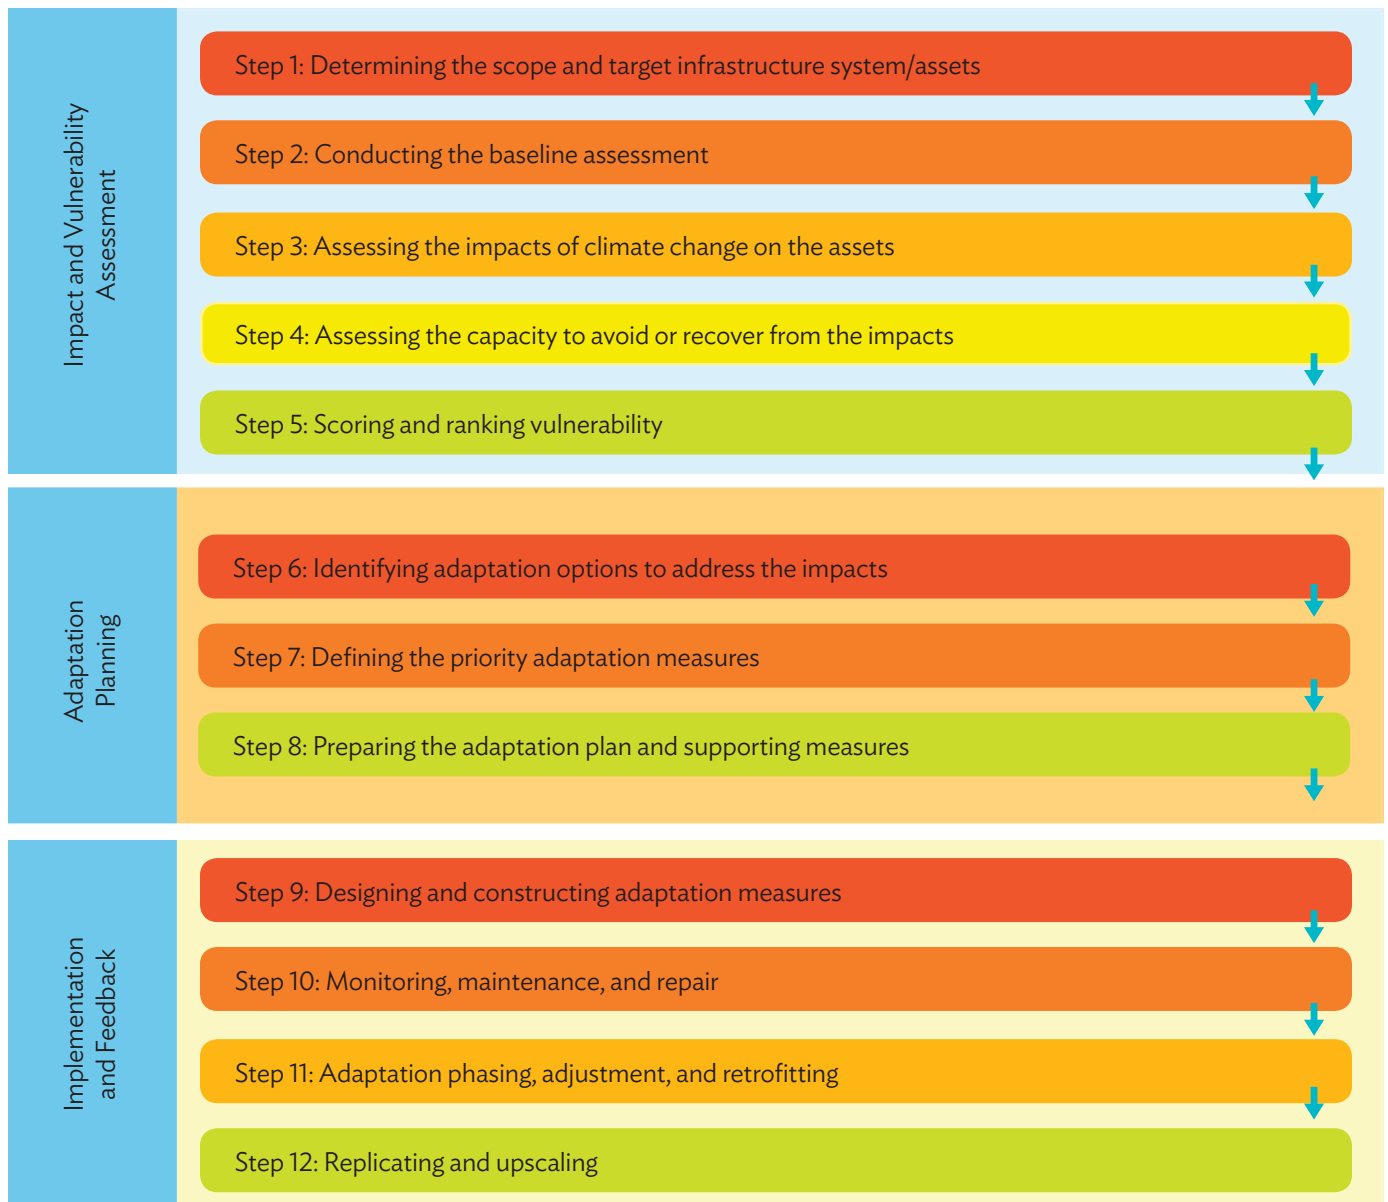 Impact and Vulnerability
Assessment
Step 1: Determining the scope and target infrastructure system/assets
Step 2: Conducting the baseline assessment
Step 3: Assessing the impacts of climate change on the assets
Step 4: Assessing the capacity to avoid or recover from the impacts
Step 5: Scoring and ranking vulnerability
Adaptation
Planning
Step 6: Identifying adaptation options to address the impacts
Step 7: Defining the priority adaptation measures
Step 8: Preparing the adaptation plan and supporting measures
Implementation
and Feedback
Step 9: Designing and constructing adaptation measures
Step 10: Monitoring, maintenance, and repair
Step 11: Adaptation phasing, adjustment, and retrofitting
Step 12: Replicating and upscaling